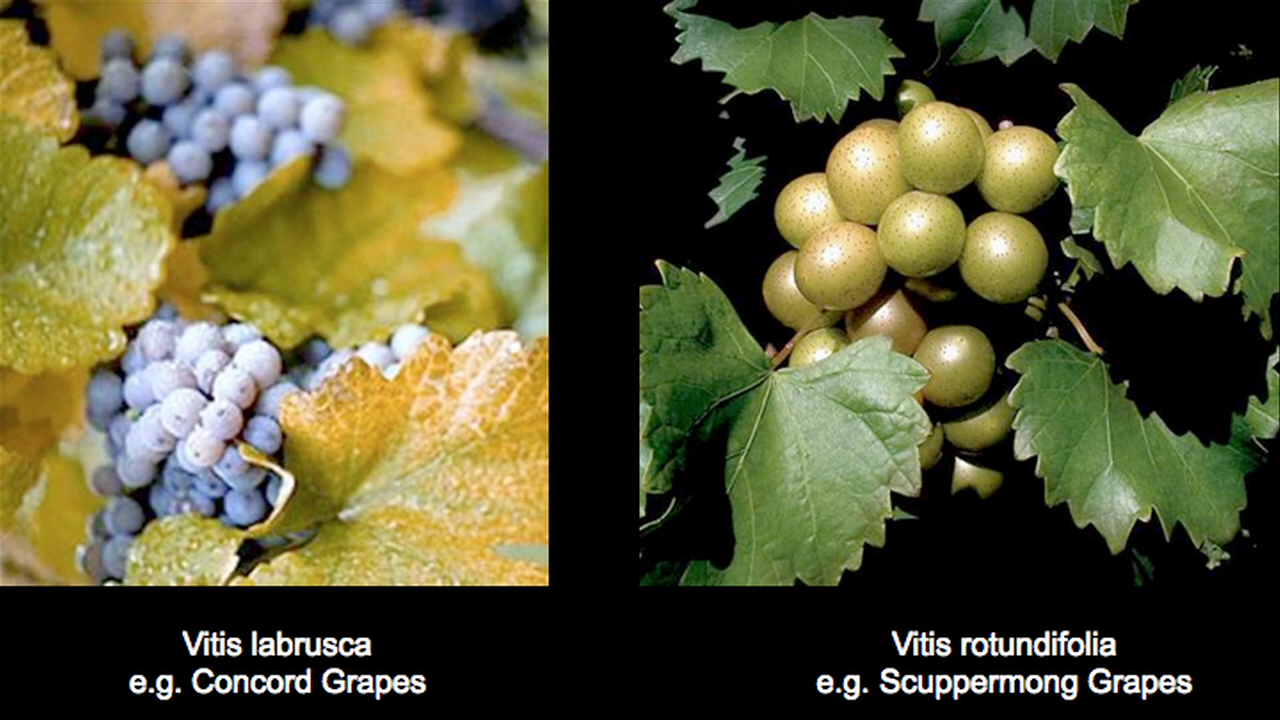 Vitis labrusca
e.g. Concord Grapes
Vitis rotundifolia
e.g. Scuppermong Grapes